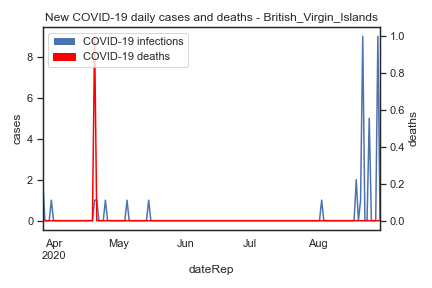 New COVID-19 daily cases and deaths - British_Virgin_Islands
COVID-19 infections
COVID-19 deaths
cases
8
6
4
2
0
deaths
1.0
0.8
0.6
0.4
0.2
0.0
Apr May Jun Jul Aug
2020
dateRep